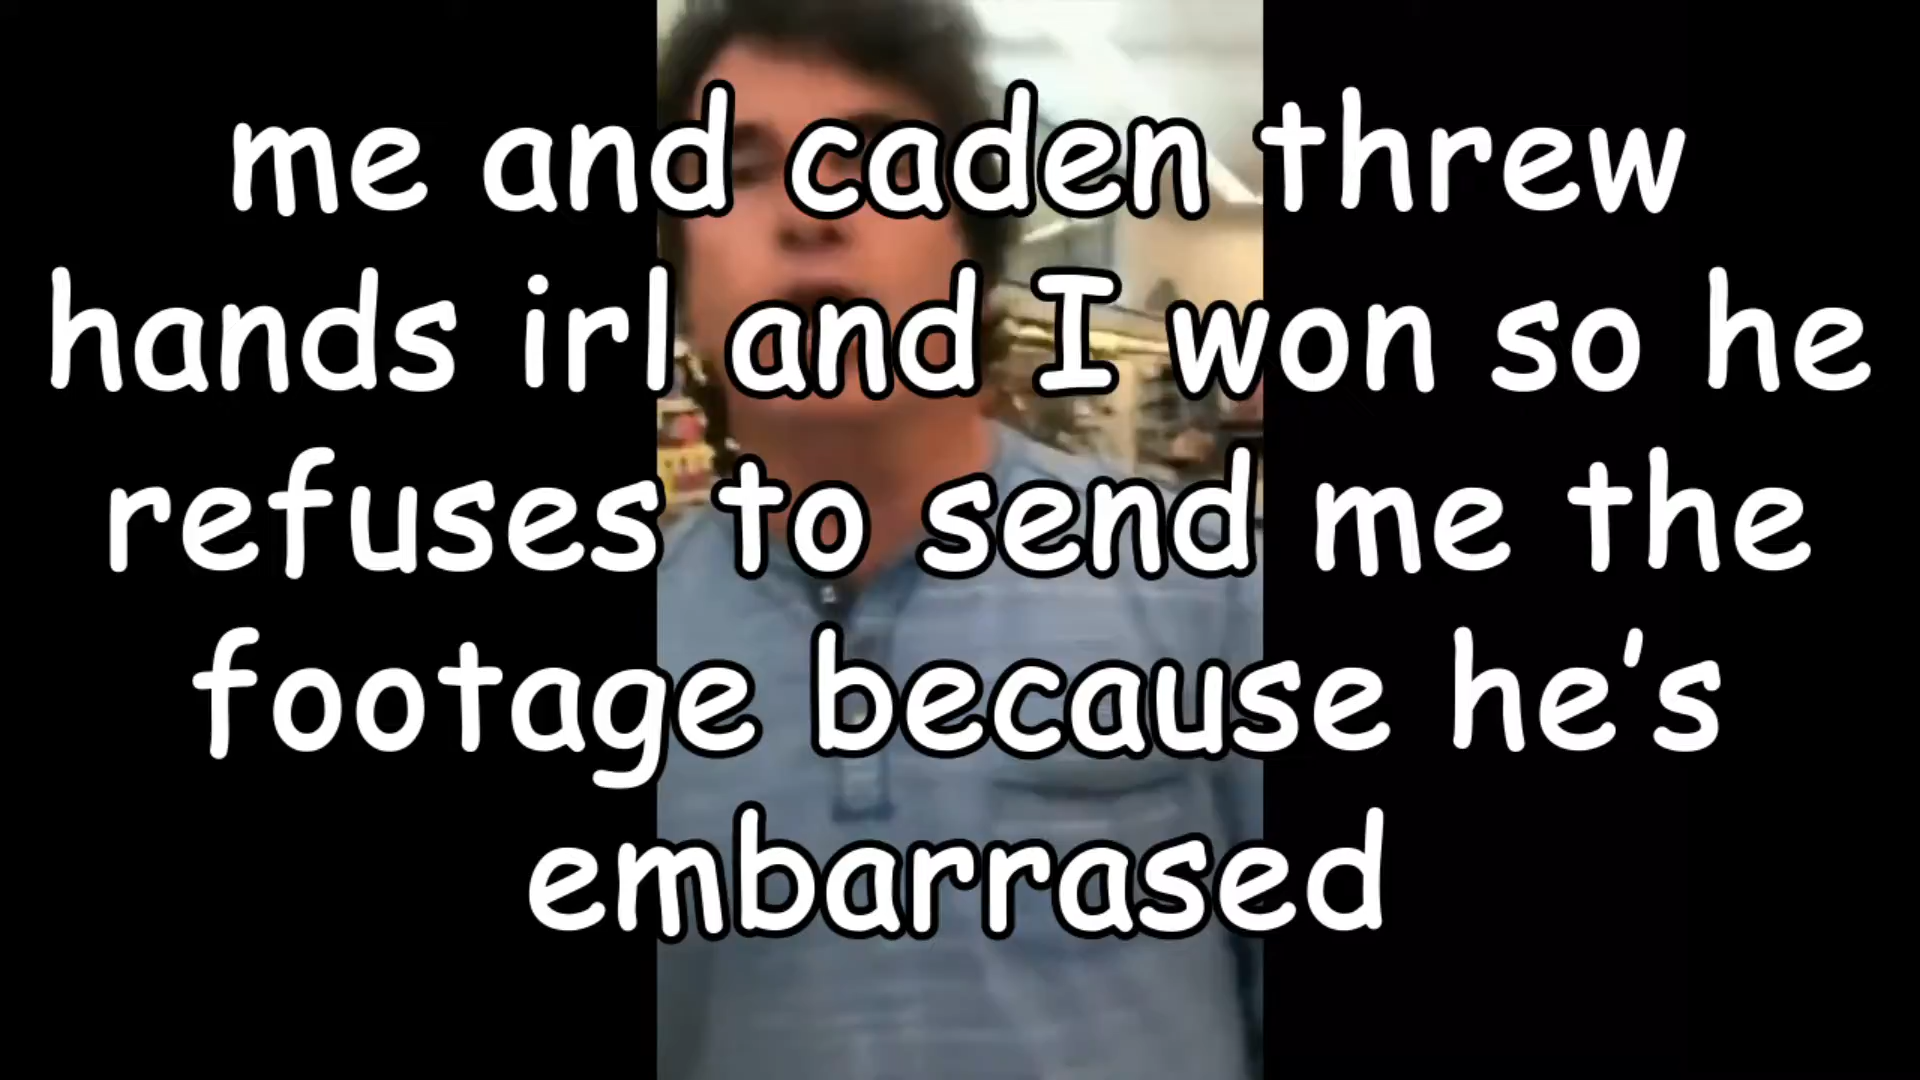 me and caden threw
hands irl and I won so he
refuses to send me the
footage because he's
embarrased